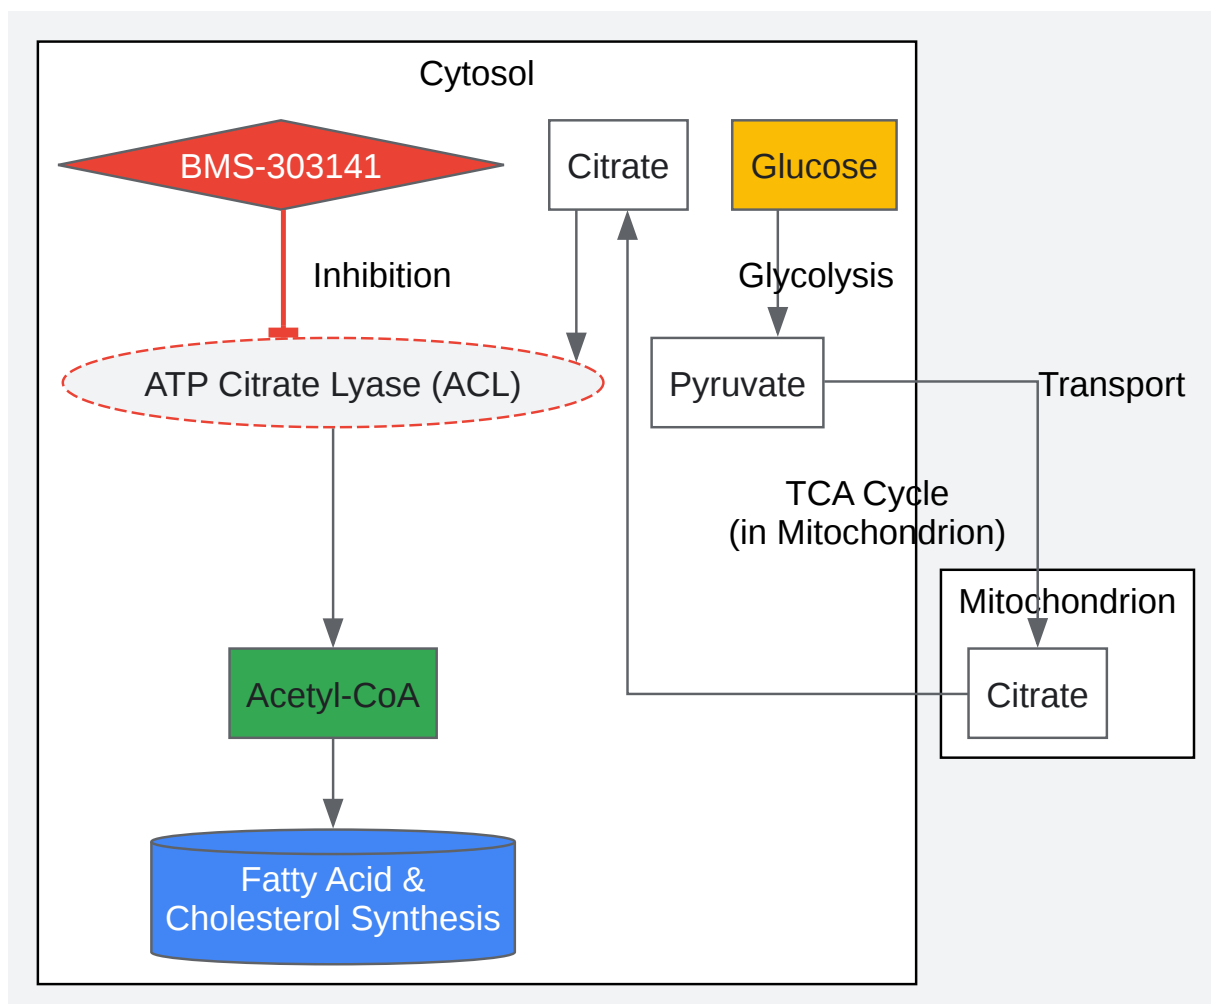 Cytosol
BMS-303141
Citrate
Glucose
Inhibition
Glycolysis
ATP Citrate Lyase (ACL)
Pyruvate
Transport
TCA Cycle
(in Mitochondrion)
Mitochondrion
Acetyl-CoA
Citrate
Fatty Acid &
Cholesterol Synthesis